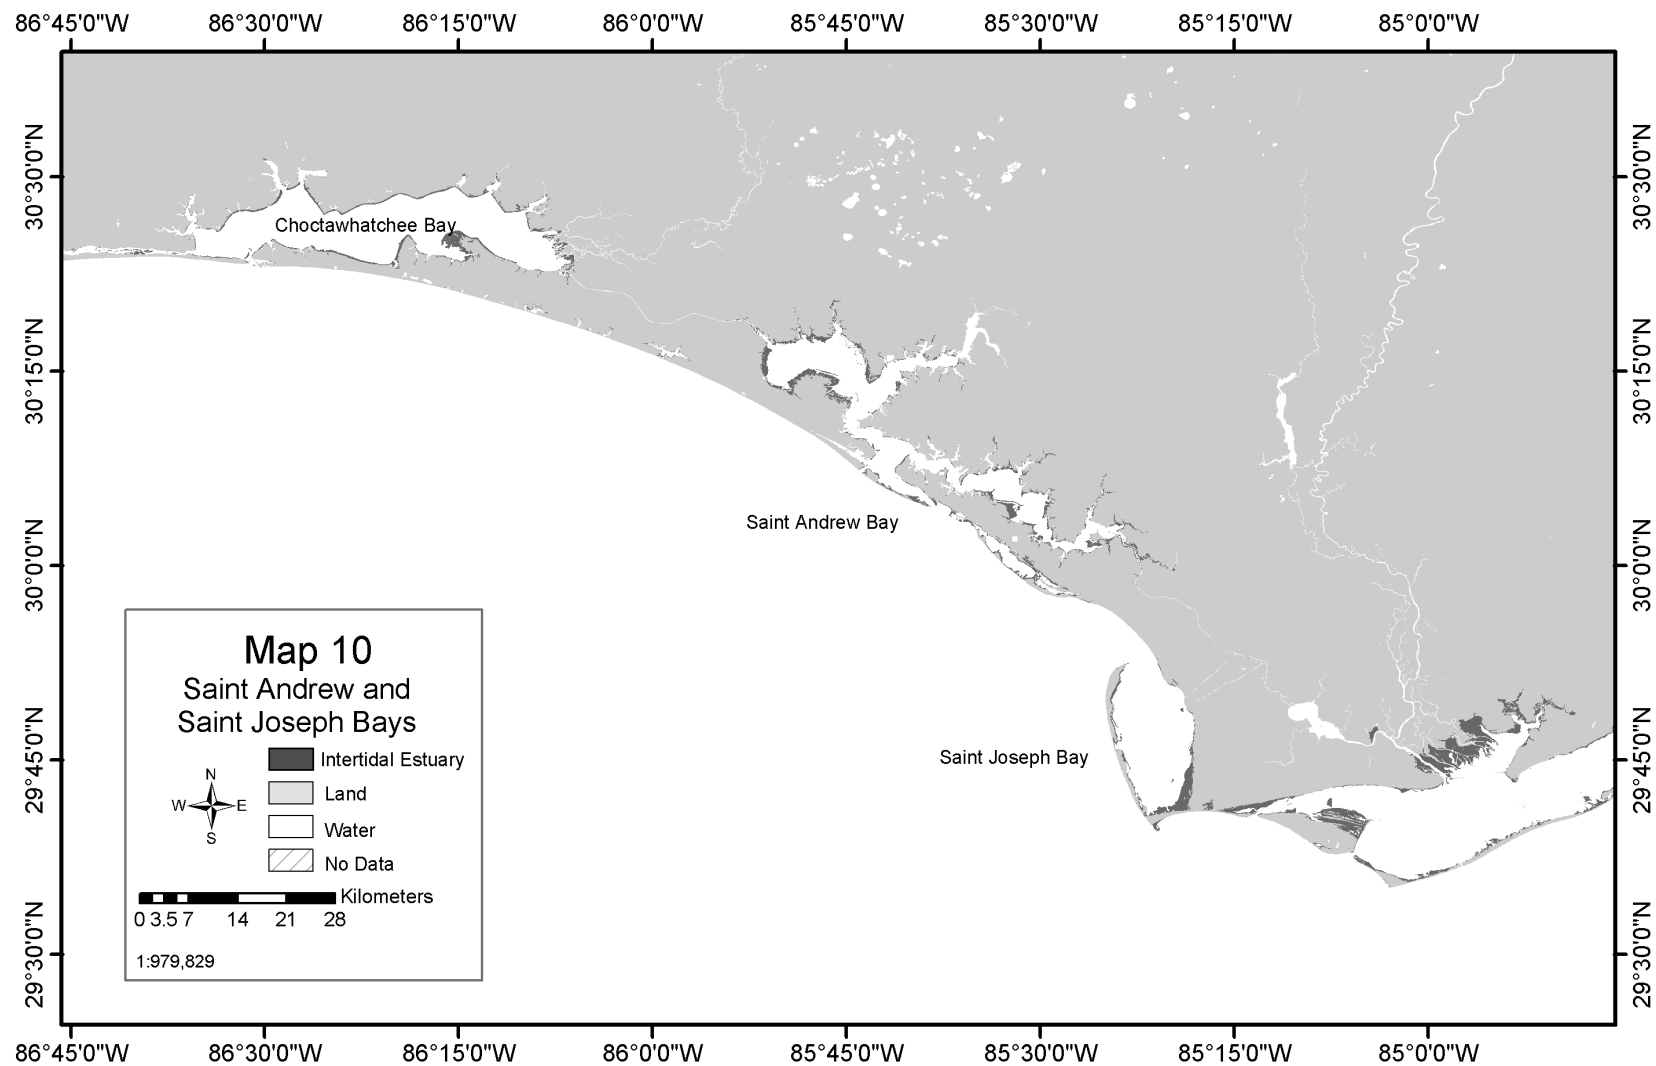 86°45'0"W 86°30'0"W 86°15'0"W 86°0'0"W 85°45'0"W 85°30'0"W 85°15'0"W 85°0'0"W
30°30'0"N
30°30'0"N
Choctawhatchee Bay
30°15'0"N
30°15'0"N
Saint Andrew Bay
30°0'0"N
30°0'0"N
Saint Joseph Bay
29°45'0"N
29°45'0"N
29°30'0"N
29°30'0"N
Map 10
Saint Andrew and
Saint Joseph Bays
Intertidal Estuary
Land
Water
No Data
N
W E
S
Kilometers
0 3.5 7 14 21 28
1:979,829
86°45'0"W 86°30'0"W 86°15'0"W 86°0'0"W 85°45'0"W 85°30'0"W 85°15'0"W 85°0'0"W